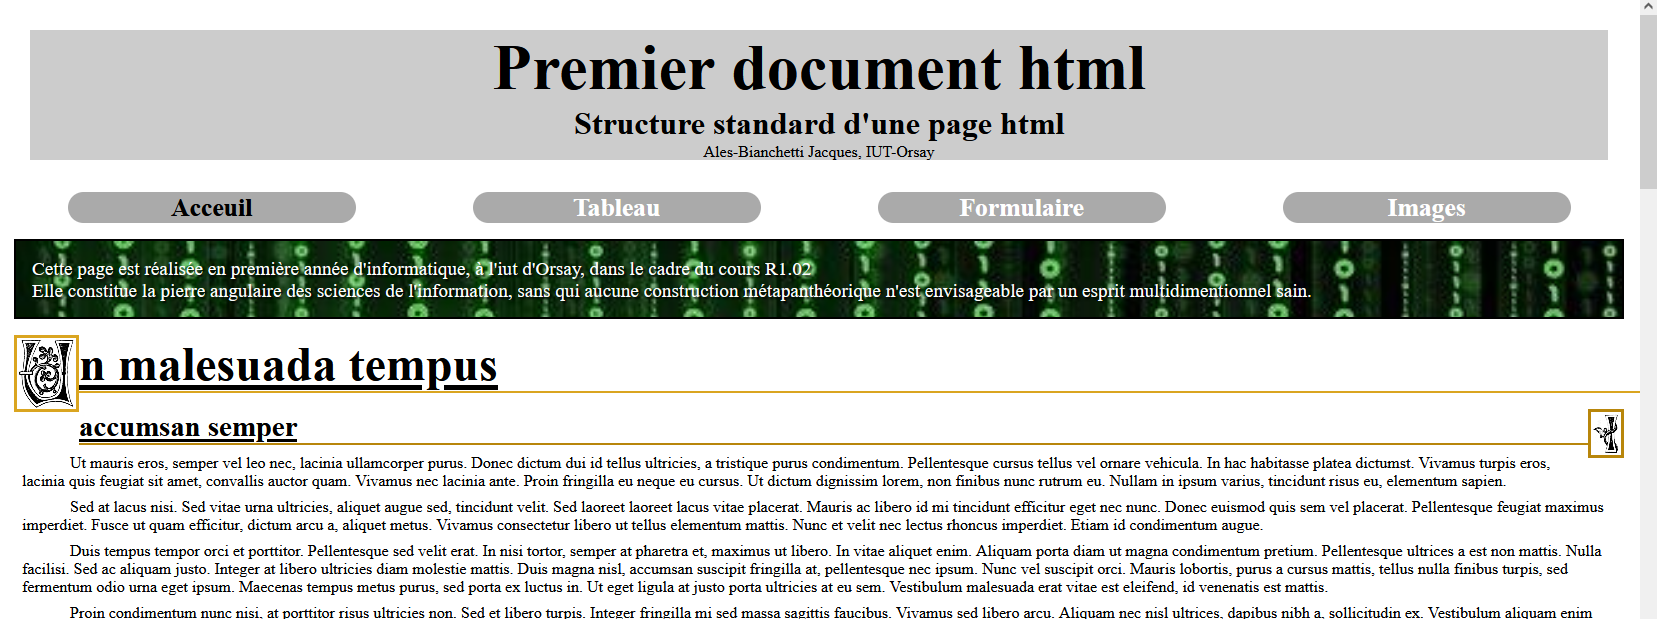 Premier document html
Structure standard d'une page html
Ales-Bianchetti Jacques, IUT-Orsay
Acceuil
Tableau
Formulaire
Images
Cette page est réalisée en première année d'informatique, à l'iut d'Orsay, dans le cadre du cours R1.02
Elle constitue la pierre angulaire des sciences de l'information, sans qui aucune construction métapanthéorique n'est envisageable par un esprit multidimentionnel sain.
Un malesuada tempus
accumsan semper
Ut mauris eros, semper vel leo nec, lacinia ullamcorper purus. Donec dictum dui id tellus ultricies, a tristique purus condimentum. Pellentesque cursus tellus vel ornare vehicula. In hac habitasse platea dictumst. Vivamus turpis eros,
lacinia quis feugiat sit amet, convallis auctor quam. Vivamus nec lacinia ante. Proin fringilla eu neque eu cursus. Ut dictum dignissim lorem, non finibus nunc rutrum eu. Nullam in ipsum varius, tincidunt risus eu, elementum sapien.
Sed at lacus nisi. Sed vitae urna ultricies, aliquet augue sed, tincidunt velit. Sed laoreet laoreet lacus vitae placerat. Mauris ac libero id mi tincidunt efficitur eget nec nunc. Donec euismod quis sem vel placerat. Pellentesque feugiat maximus
imperdiet. Fusce ut quam efficitur, dictum arcu a, aliquet metus. Vivamus consectetur libero ut tellus elementum mattis. Nunc et velit nec lectus rhoncus imperdiet. Etiam id condimentum augue.
Duis tempus tempor orci et porttitor. Pellentesque sed velit erat. In nisi tortor, semper at pharetra et, maximus ut libero. In vitae aliquet enim. Aliquam porta diam ut magna condimentum pretium. Pellentesque ultrices a est non mattis. Nulla
facilisi. Sed ac aliquam justo. Integer at libero ultricies diam molestie mattis. Duis magna nisl, accumsan suscipit fringilla at, pellentesque nec ipsum. Nunc vel suscipit orci. Mauris lobortis, purus a cursus mattis, tellus nulla finibus turpis, sed
fermentum odio urna eget ipsum. Maecenas tempus metus purus, sed porta ex luctus in. Ut eget ligula at justo porta ultricies at eu sem. Vestibulum malesuada erat vitae est eleifend, id venenatis est mattis.
Proin condimentum nunc nisi, at porttitor risus ultricies non. Sed et libero turpis. Integer fringilla mi sed massa sagittis faucibus. Vivamus sed libero arcu. Aliquam nec nisl ultrices, dapibus nibh a, sollicitudin ex. Vestibulum aliquam enim